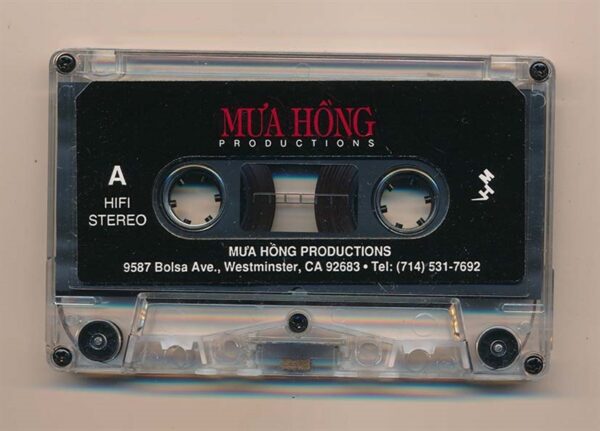 MƯA HỒNG
PRODUCTIONS
A
HIFI
STEREO
MƯA HỒNG PRODUCTIONS
9587 Bolsa Ave., Westminster, CA 92683 • Tel: (714) 531-7692